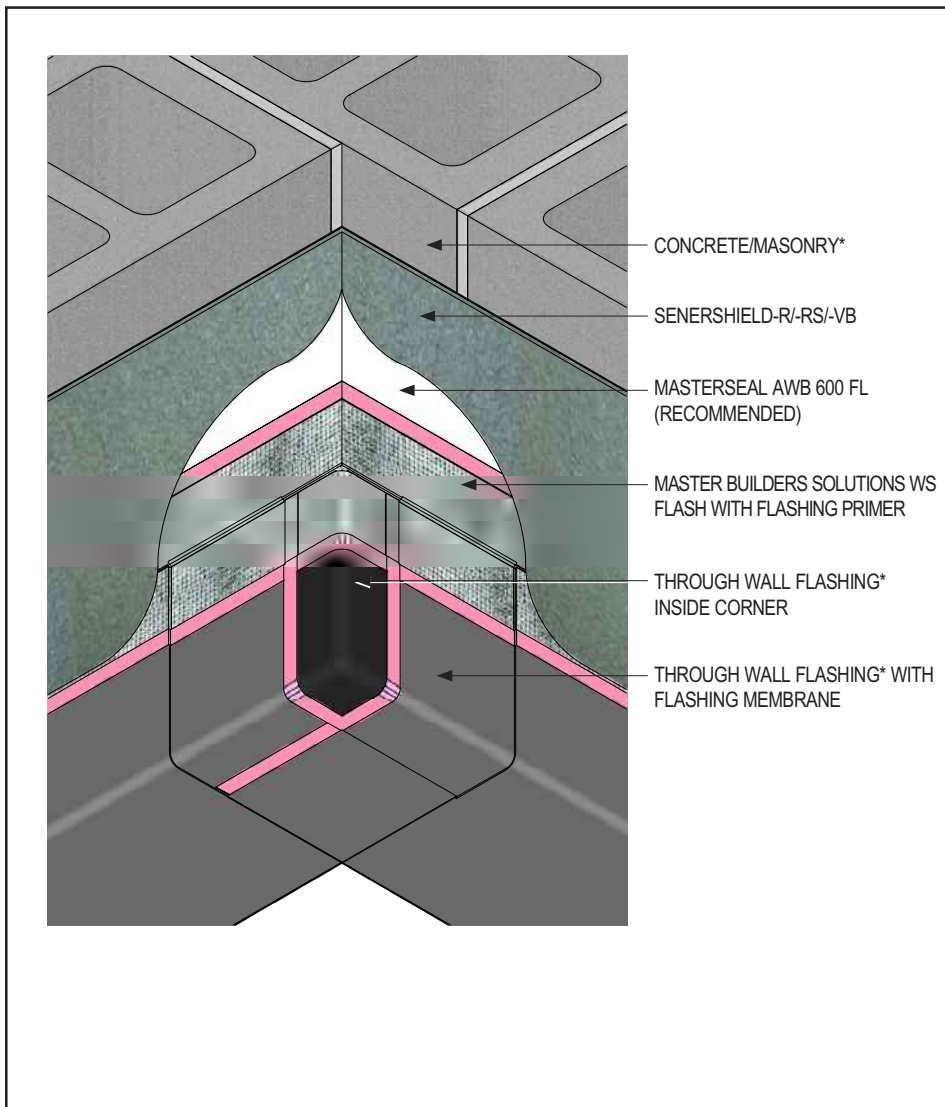 CONCRETE/MASONRY*
SENERSHIELD-R/-RS/-VB
MASTERSEAL AWB 600 FL
(RECOMMENDED)
MASTER BUILDERS SOLUTIONS WS
FLASH WITH FLASHING PRIMER
THROUGH WALL FLASHING*
INSIDE CORNER
THROUGH WALL FLASHING* WITH
FLASHING MEMBRANE